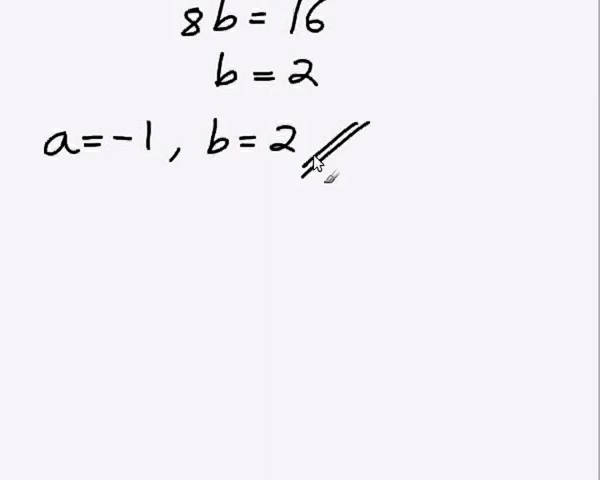 8b = 16
b = 2
a = -1, b = 2